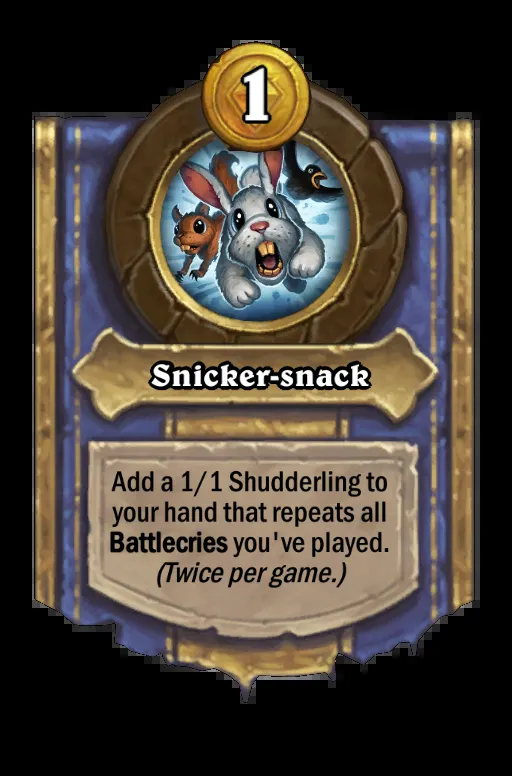 1
Snicker-snack
Add a 1/1 Shudderling to
your hand that repeats all
Battlecries you've played.
(Twice per game.)